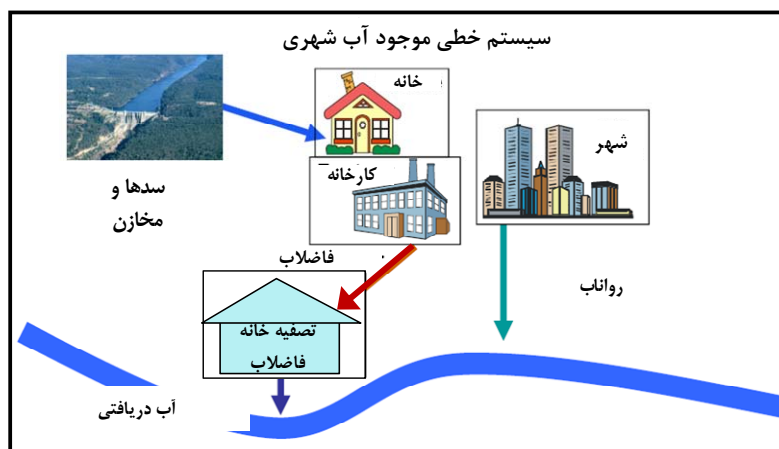 سیستم خطی موجود آب شهری
خانه
شهر
کارخانه
سدها و
مخازن
فاضلاب
رواناب
تصفیه خانه
فاضلاب
آب دریافتی